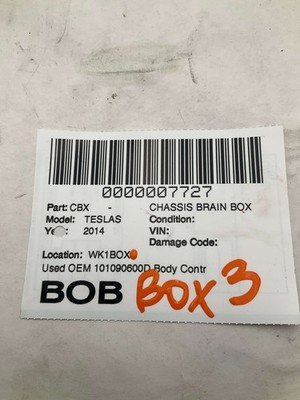 0000007727
Part: CBX - CHASSIS BRAIN BOX
Model: TESLAS Condition:
2014 VIN:
Damage Code:
Location: WK1BOX
Used OEM 101090600D Body Contr
BOB BOX 3